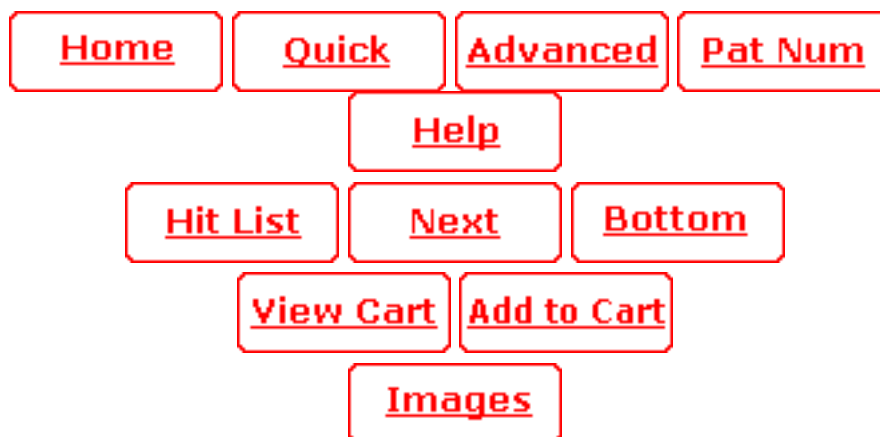 Home Quick Advanced Pat Num
Help
Hit List Next Bottom
View Cart Add to Cart
Images